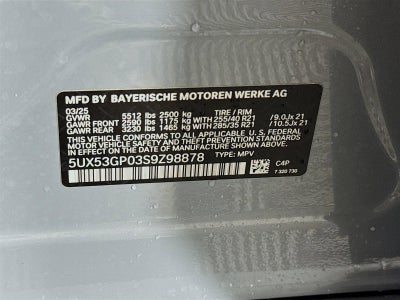 MFD BY BAYERISCHE MOTOREN WERKE AG
03/25
GVWR 5512 lbs 2500 kg TIRE / RIM
GAWR FRONT 2590 lbs 1175 kg with 255/40 R21 /9.0Jx21
GAWR REAR 3230 lbs 1465 kg with 285/35 R21 /10.5Jx21
THIS VEHICLE CONFORMS TO ALL APPLICABLE U. S. FEDERAL
MOTOR VEHICLE SAFETY, BUMPER, AND THEFT PREVENTION
STANDARDS IN EFFECT ON THE DATE OF MANUFACTURE SHOWN ABOVE.
5UX53GP03S9Z98878 TYPE: MPV C4P
7 320 730